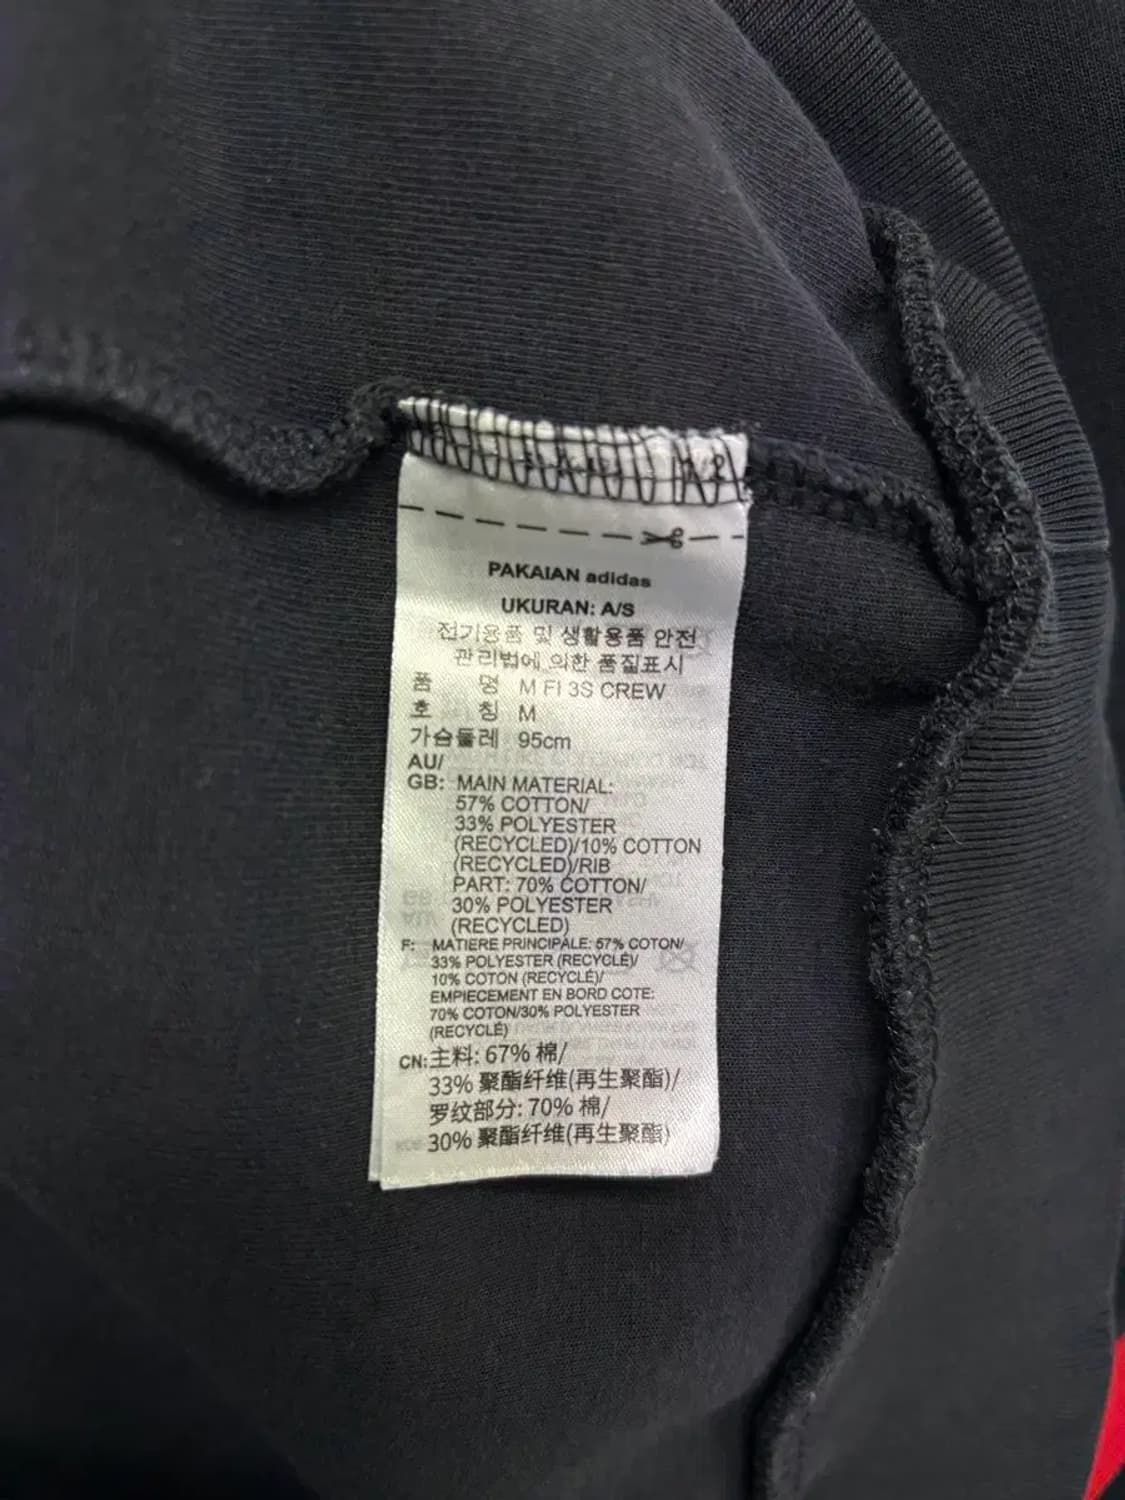 PAKAIAN adidas
UKURAN: A/S
전기용품 및 생활용품 안전
관리법에 의한 품질표시
품 명 M FI 3S CREW
호 칭 M
가슴둘레 95cm
AU/
GB: MAIN MATERIAL:
57% COTTON/
33% POLYESTER
(RECYCLED)/10% COTTON
(RECYCLED)/RIB
PART: 70% COTTON/
30% POLYESTER
(RECYCLED)
F: MATIERE PRINCIPALE: 57% COTON/
33% POLYESTER (RECYCLÉ)/
10% COTON (RECYCLÉ)/
EMPIECEMENT EN BORD COTE:
70% COTON/30% POLYESTER
(RECYCLÉ)
CN: 主料: 67% 棉/
33% 聚酯纤维(再生聚酯)/
罗纹部分: 70% 棉/
30% 聚酯纤维(再生聚酯)